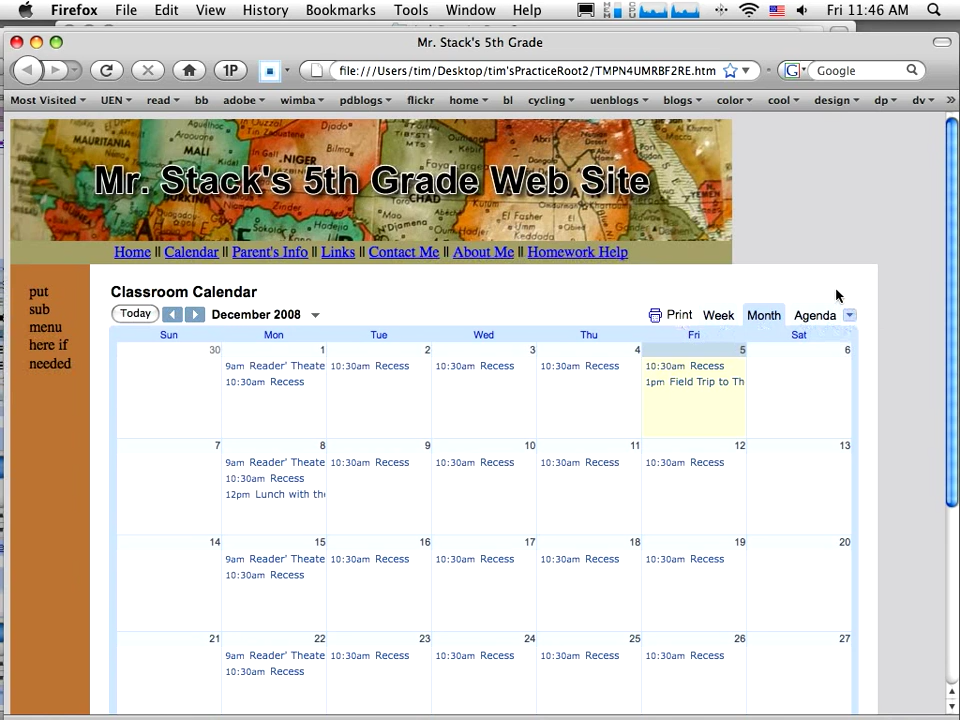 Firefox File Edit View History Bookmarks Tools Window Help Fri 11:46 AM
Mr. Stack's 5th Grade
1P file:///Users/tim/Desktop/tim'sPracticeRoot2/TMPN4UMRBF2RE.htm G Google
Most Visited UEN read bb adobe wimba pdblogs flickr home bl cycling uenblogs blogs color cool design dp dv »
MAURITANIA MALI NIGER CHAD YEMEN
Mr. Stack's 5th Grade Web Site
Home || Calendar || Parent's Info || Links || Contact Me || About Me || Homework Help
put
sub
menu
here if
needed
Classroom Calendar
Today December 2008 Print Week Month Agenda
Sun Mon Tue Wed Thu Fri Sat
30 1 2 3 4 5 6
9am Reader' Theate 10:30am Recess 10:30am Recess 10:30am Recess 10:30am Recess
10:30am Recess 1pm Field Trip to Th
7 8 9 10 11 12 13
9am Reader' Theate 10:30am Recess 10:30am Recess 10:30am Recess 10:30am Recess
10:30am Recess
12pm Lunch with the
14 15 16 17 18 19 20
9am Reader' Theate 10:30am Recess 10:30am Recess 10:30am Recess 10:30am Recess
10:30am Recess
21 22 23 24 25 26 27
9am Reader' Theate 10:30am Recess 10:30am Recess 10:30am Recess 10:30am Recess
10:30am Recess